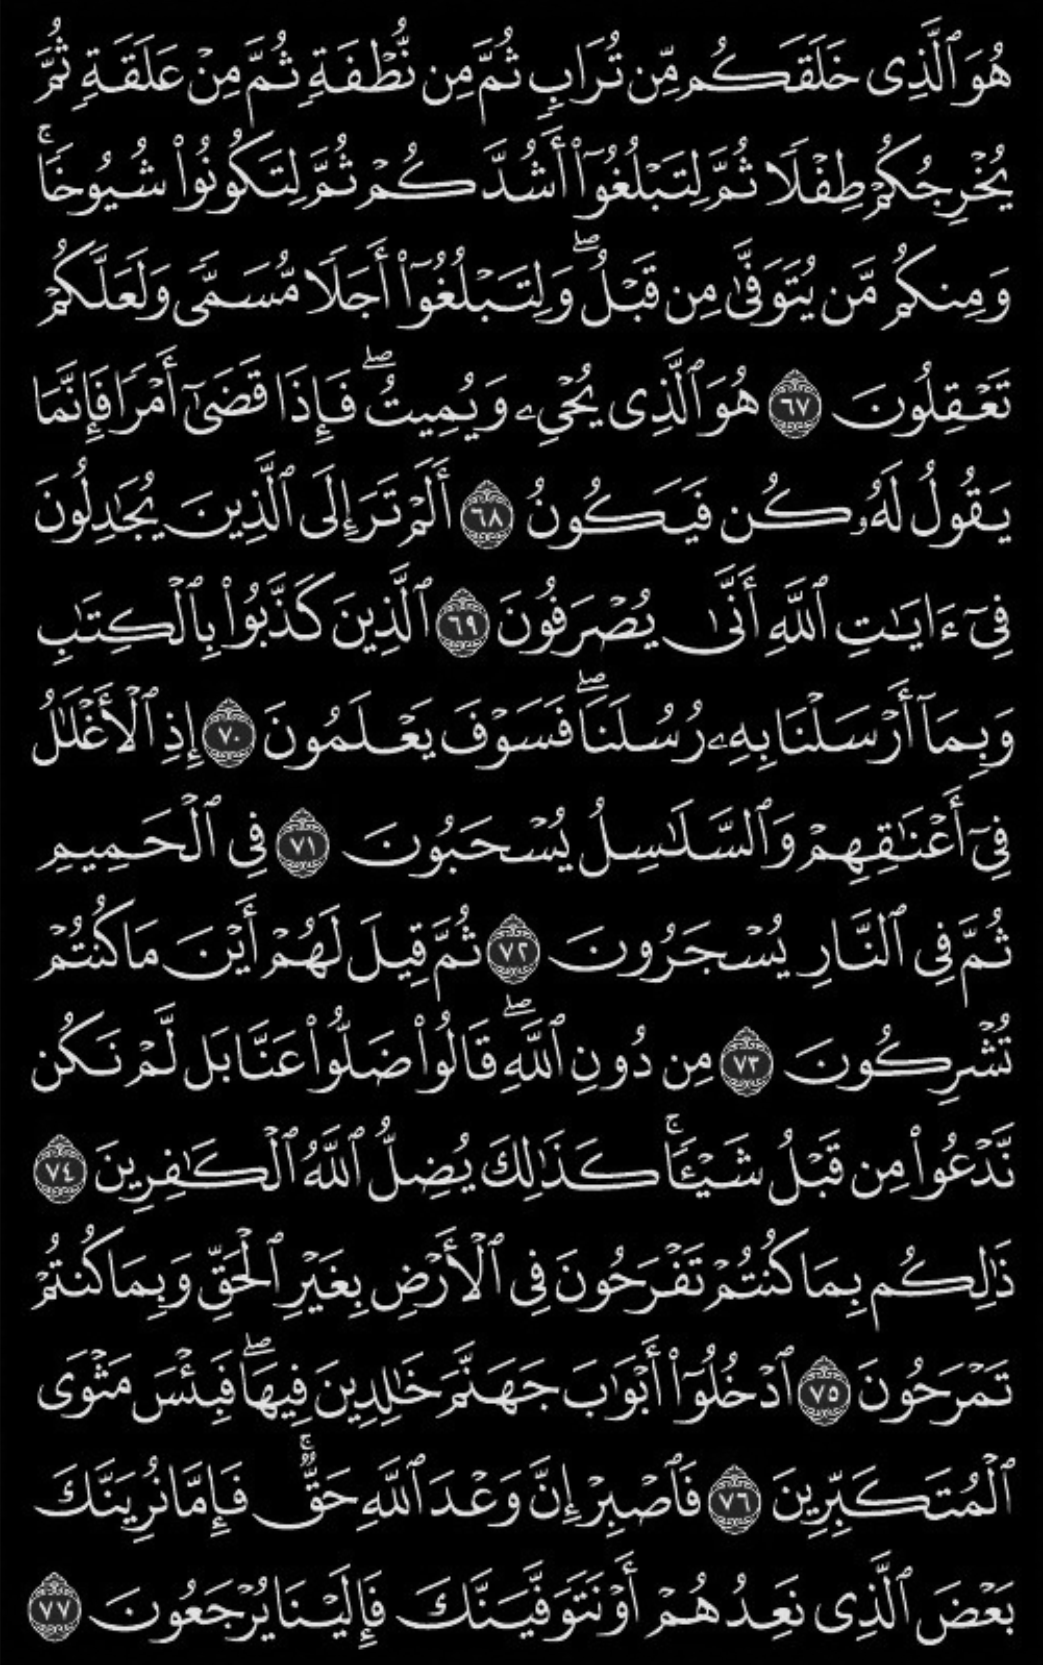 هُوَ ٱلَّذِى خَلَقَكُم مِّن تُرَابٍ ثُمَّ مِن نُّطْفَةٍ ثُمَّ مِنْ عَلَقَةٍ ثُمَّ
يُخْرِجُكُمْ طِفْلًا ثُمَّ لِتَبْلُغُوٓا۟ أَشُدَّكُمْ ثُمَّ لِتَكُونُوا۟ شُيُوخًا ۚ
وَمِنكُم مَّن يُتَوَفَّىٰ مِن قَبْلُ ۖ وَلِتَبْلُغُوٓا۟ أَجَلًا مُّسَمًّى وَلَعَلَّكُمْ
تَعْقِلُونَ ٦٧ هُوَ ٱلَّذِى يُحْىِۦ وَيُمِيتُ ۖ فَإِذَا قَضَىٰٓ أَمْرًا فَإِنَّمَا
يَقُولُ لَهُۥ كُن فَيَكُونُ ٦٨ أَلَمْ تَرَ إِلَى ٱلَّذِينَ يُجَـٰدِلُونَ
فِىٓ ءَايَـٰتِ ٱللَّهِ أَنَّىٰ يُصْرَفُونَ ٦٩ ٱلَّذِينَ كَذَّبُوا۟ بِٱلْكِتَـٰبِ
وَبِمَآ أَرْسَلْنَا بِهِۦ رُسُلَنَا ۖ فَسَوْفَ يَعْلَمُونَ ٧٠ إِذِ ٱلْأَغْلَـٰلُ
فِىٓ أَعْنَـٰقِهِمْ وَٱلسَّلَـٰسِلُ يُسْحَبُونَ ٧١ فِى ٱلْحَمِيمِ
ثُمَّ فِى ٱلنَّارِ يُسْجَرُونَ ٧٢ ثُمَّ قِيلَ لَهُمْ أَيْنَ مَا كُنتُمْ
تُشْرِكُونَ ٧٣ مِن دُونِ ٱللَّهِ ۖ قَالُوا۟ ضَلُّوا۟ عَنَّا بَل لَّمْ نَكُن
نَّدْعُوا۟ مِن قَبْلُ شَيْـًٔا ۚ كَذَٰلِكَ يُضِلُّ ٱللَّهُ ٱلْكَـٰفِرِينَ ٧٤
ذَٰلِكُم بِمَا كُنتُمْ تَفْرَحُونَ فِى ٱلْأَرْضِ بِغَيْرِ ٱلْحَقِّ وَبِمَا كُنتُمْ
تَمْرَحُونَ ٧٥ ٱدْخُلُوٓا۟ أَبْوَٰبَ جَهَنَّمَ خَـٰلِدِينَ فِيهَا ۖ فَبِئْسَ مَثْوَى
ٱلْمُتَكَبِّرِينَ ٧٦ فَٱصْبِرْ إِنَّ وَعْدَ ٱللَّهِ حَقٌّ ۚ فَإِمَّا نُرِيَنَّكَ
بَعْضَ ٱلَّذِى نَعِدُهُمْ أَوْ نَتَوَفَّيَنَّكَ فَإِلَيْنَا يُرْجَعُونَ ٧٧